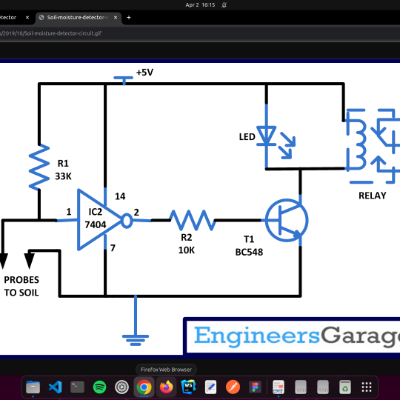 Apr 2 16:15
etector
Soil-moisture-detector-
/2019/10/Soil-moisture-detector-circuit.gif
+5V
LED
R1
33K
14
1
IC2
7404
2
7
R2
10K
T1
BC548
RELAY
PROBES
TO SOIL
EngineersGarag
Firefox Web Browser